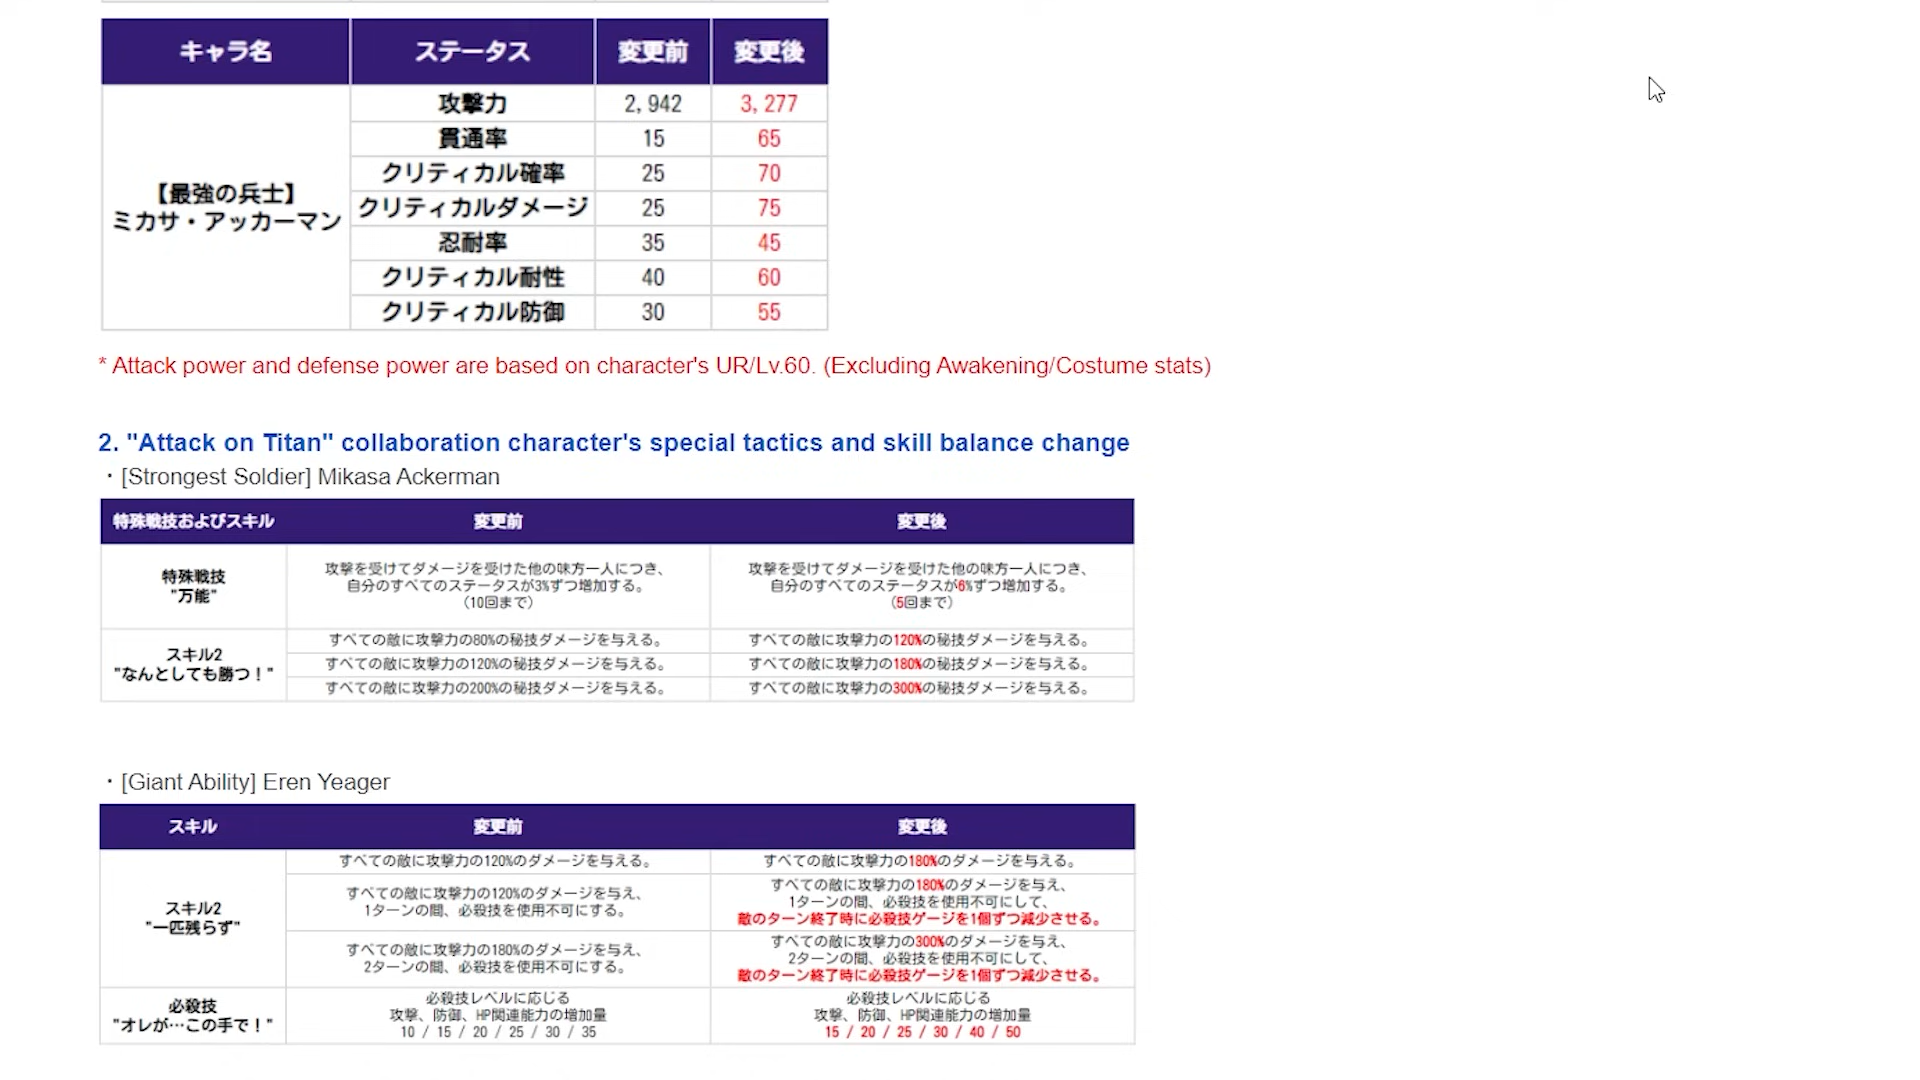 キャラ名 ステータス 変更前 変更後
【最強の兵士】
ミカサ・アッカーマン
攻撃力 2,942 3,277
貫通率 15 65
クリティカル確率 25 70
クリティカルダメージ 25 75
忍耐率 35 45
クリティカル耐性 40 60
クリティカル防御 30 55
* Attack power and defense power are based on character's UR/Lv.60. (Excluding Awakening/Costume stats)
2. "Attack on Titan" collaboration character's special tactics and skill balance change
・[Strongest Soldier] Mikasa Ackerman
特殊戦技およびスキル 変更前 変更後
特殊戦技
"万能"
攻撃を受けてダメージを受けた他の味方一人につき、
自分のすべてのステータスが3%ずつ増加する。
（10回まで）
攻撃を受けてダメージを受けた他の味方一人につき、
自分のすべてのステータスが6%ずつ増加する。
（5回まで）
スキル2
"なんとしても勝つ！"
すべての敵に攻撃力の80%の秘技ダメージを与える。 すべての敵に攻撃力の120%の秘技ダメージを与える。
すべての敵に攻撃力の120%の秘技ダメージを与える。 すべての敵に攻撃力の180%の秘技ダメージを与える。
すべての敵に攻撃力の200%の秘技ダメージを与える。 すべての敵に攻撃力の300%の秘技ダメージを与える。
・[Giant Ability] Eren Yeager
スキル 変更前 変更後
スキル2
"一匹残らず"
すべての敵に攻撃力の120%のダメージを与える。 すべての敵に攻撃力の180%のダメージを与える。
すべての敵に攻撃力の120%のダメージを与え、
1ターンの間、必殺技を使用不可にする。
すべての敵に攻撃力の180%のダメージを与え、
1ターンの間、必殺技を使用不可にして、
敵のターン終了時に必殺技ゲージを1個ずつ減少させる。
すべての敵に攻撃力の180%のダメージを与え、
2ターンの間、必殺技を使用不可にする。
すべての敵に攻撃力の300%のダメージを与え、
2ターンの間、必殺技を使用不可にして、
敵のターン終了時に必殺技ゲージを1個ずつ減少させる。
必殺技
"オレが…この手で！"
必殺技レベルに応じる
攻撃、防御、HP関連能力の増加量
10 / 15 / 20 / 25 / 30 / 35
必殺技レベルに応じる
攻撃、防御、HP関連能力の増加量
15 / 20 / 25 / 30 / 40 / 50